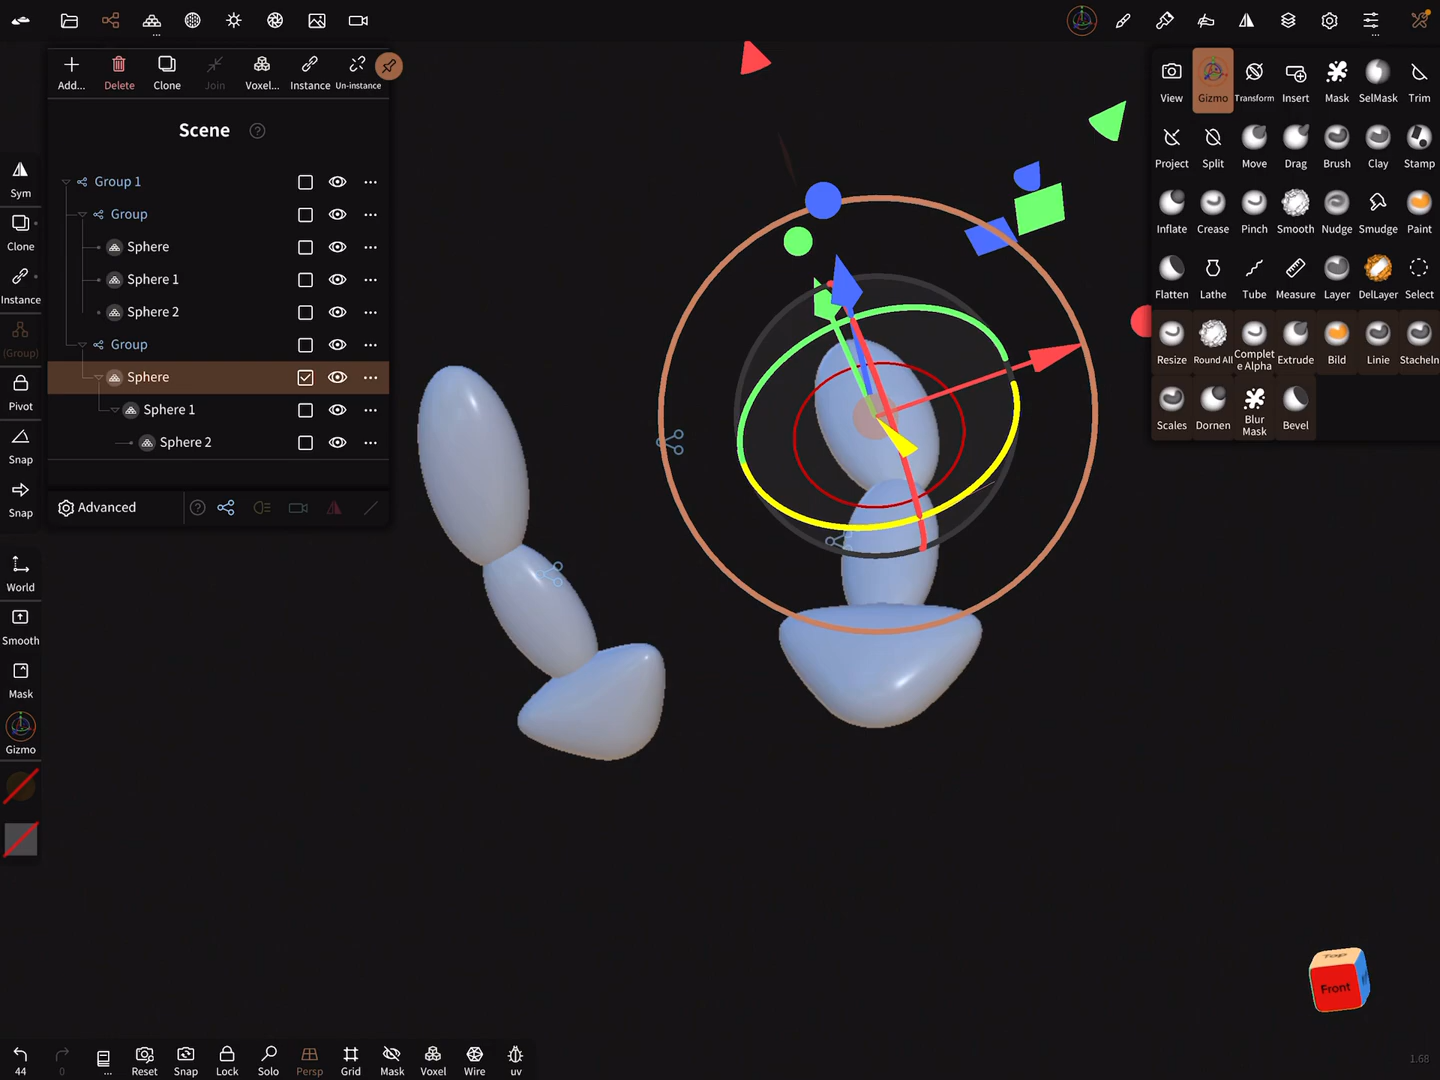 Add...
Delete
Clone
Join
Voxel...
Instance
Un-instance
Scene
?
Group 1
Group
Sphere
Sphere 1
Sphere 2
Group
Sphere
Sphere 1
Sphere 2
Advanced
?
Sym
Clone
Instance
(Group)
Pivot
Snap
Snap
World
Smooth
Mask
Gizmo
View
Gizmo
Transform
Insert
Mask
SelMask
Trim
Project
Split
Move
Drag
Brush
Clay
Stamp
Inflate
Crease
Pinch
Smooth
Nudge
Smudge
Paint
Flatten
Lathe
Tube
Measure
Layer
DelLayer
Select
Resize
Round All
Complet
e Alpha
Extrude
Bild
Linie
Stacheln
Scales
Dornen
Blur
Mask
Bevel
Top
Front
44
0
...
Reset
Snap
Lock
Solo
Persp
Grid
Mask
Voxel
Wire
uv
1.68